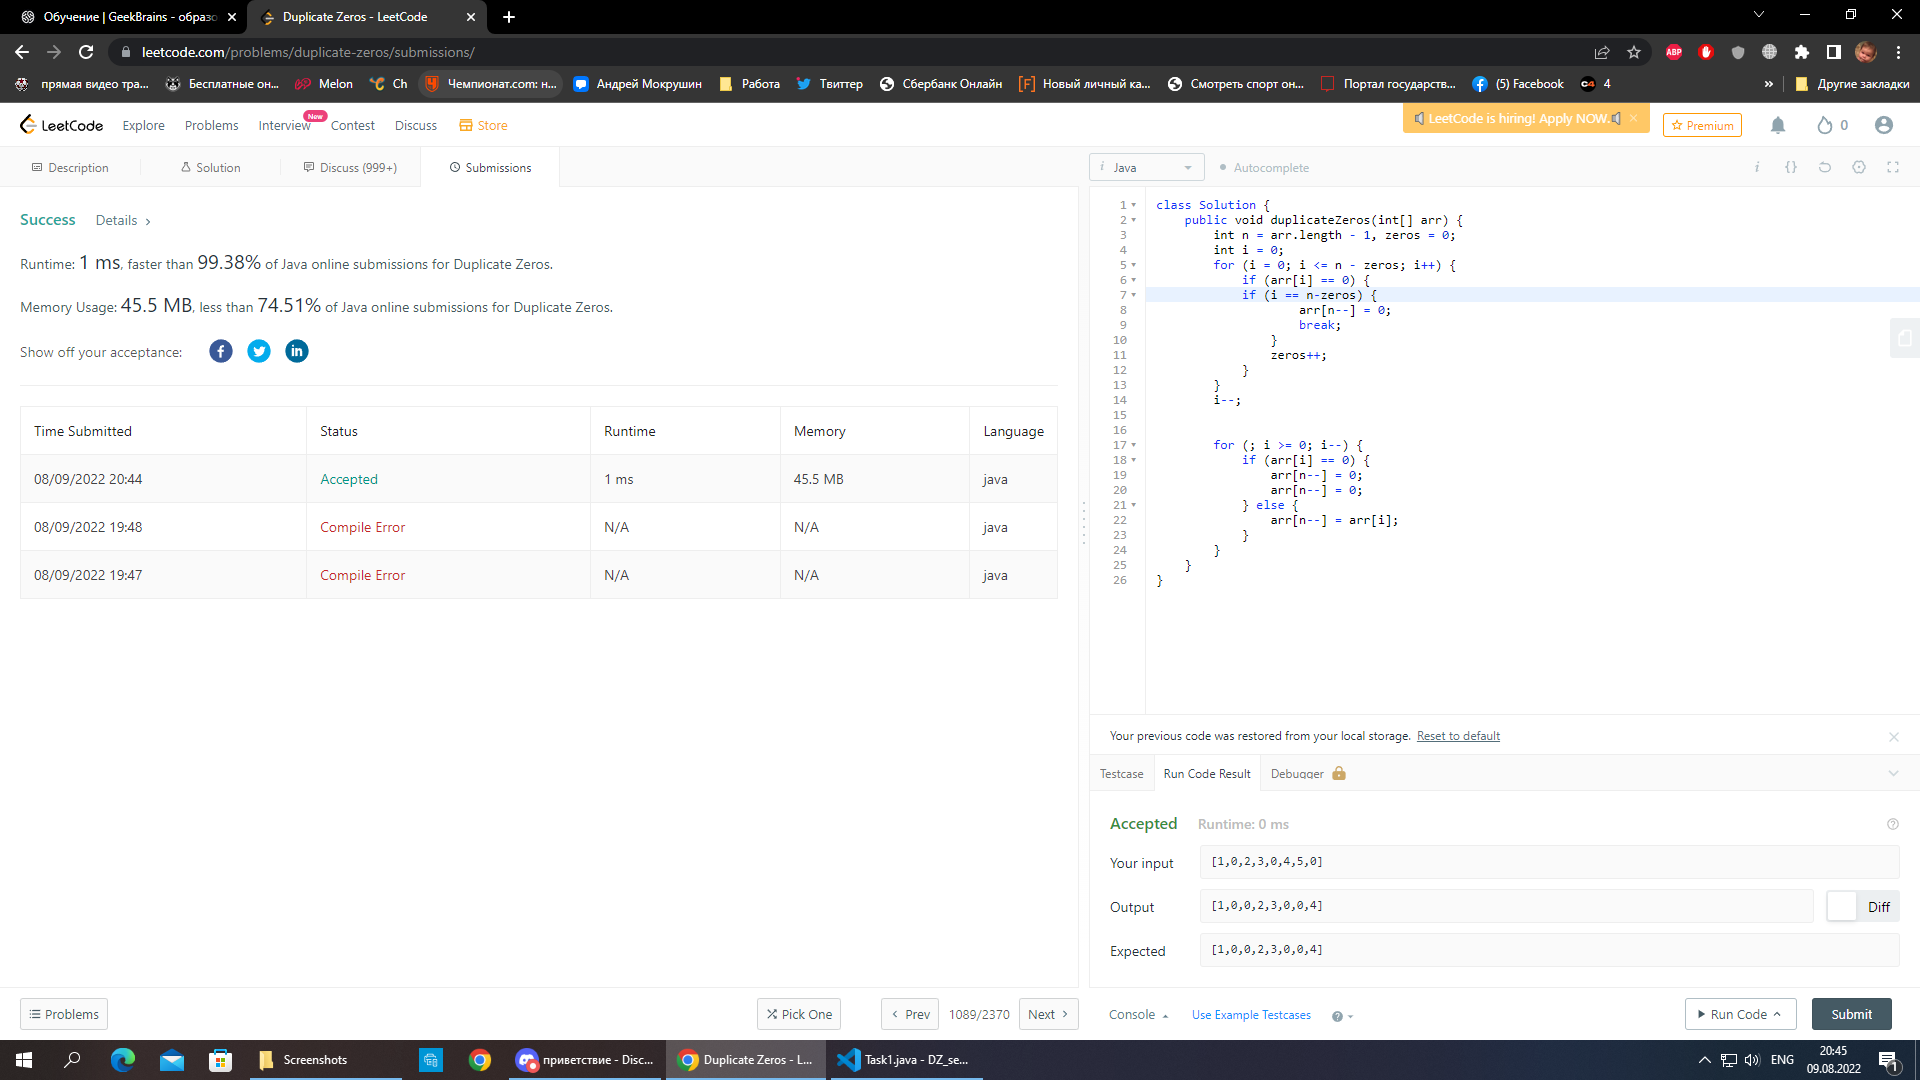 Обучение | GeekBrains - образо
Duplicate Zeros - LeetCode
leetcode.com/problems/duplicate-zeros/submissions/
ABP
прямая видео тра...
Бесплатные он...
Melon
Ch
Чемпионат.com: н...
Андрей Мокрушин
Работа
Твиттер
Сбербанк Онлайн
[F] Новый личный ка...
Смотреть спорт он...
Портал государств...
(5) Facebook
4
»
Другие закладки
LeetCode
Explore
Problems
Interview
New
Contest
Discuss
Store
LeetCode is hiring! Apply NOW.
Premium
0
Description
Solution
Discuss (999+)
Submissions
i Java
Autocomplete
i
{}
Success
Details
Runtime: 1 ms, faster than 99.38% of Java online submissions for Duplicate Zeros.
Memory Usage: 45.5 MB, less than 74.51% of Java online submissions for Duplicate Zeros.
Show off your acceptance:
Time Submitted Status Runtime Memory Language
08/09/2022 20:44 Accepted 1 ms 45.5 MB java
08/09/2022 19:48 Compile Error N/A N/A java
08/09/2022 19:47 Compile Error N/A N/A java
1 class Solution {
2 public void duplicateZeros(int[] arr) {
3 int n = arr.length - 1, zeros = 0;
4 int i = 0;
5 for (i = 0; i <= n - zeros; i++) {
6 if (arr[i] == 0) {
7 if (i == n-zeros) {
8 arr[n--] = 0;
9 break;
10 }
11 zeros++;
12 }
13 }
14 i--;
15
16
17 for (; i >= 0; i--) {
18 if (arr[i] == 0) {
19 arr[n--] = 0;
20 arr[n--] = 0;
21 } else {
22 arr[n--] = arr[i];
23 }
24 }
25 }
26 }
Your previous code was restored from your local storage. Reset to default
Testcase
Run Code Result
Debugger
Accepted
Runtime: 0 ms
Your input
[1,0,2,3,0,4,5,0]
Output
[1,0,0,2,3,0,0,4]
Diff
Expected
[1,0,0,2,3,0,0,4]
Problems
Pick One
Prev
1089/2370
Next
Console
Use Example Testcases
Run Code
Submit
Screenshots
приветствие - Disc...
Duplicate Zeros - L...
Task1.java - DZ_se...
ENG
20:45
09.08.2022
1